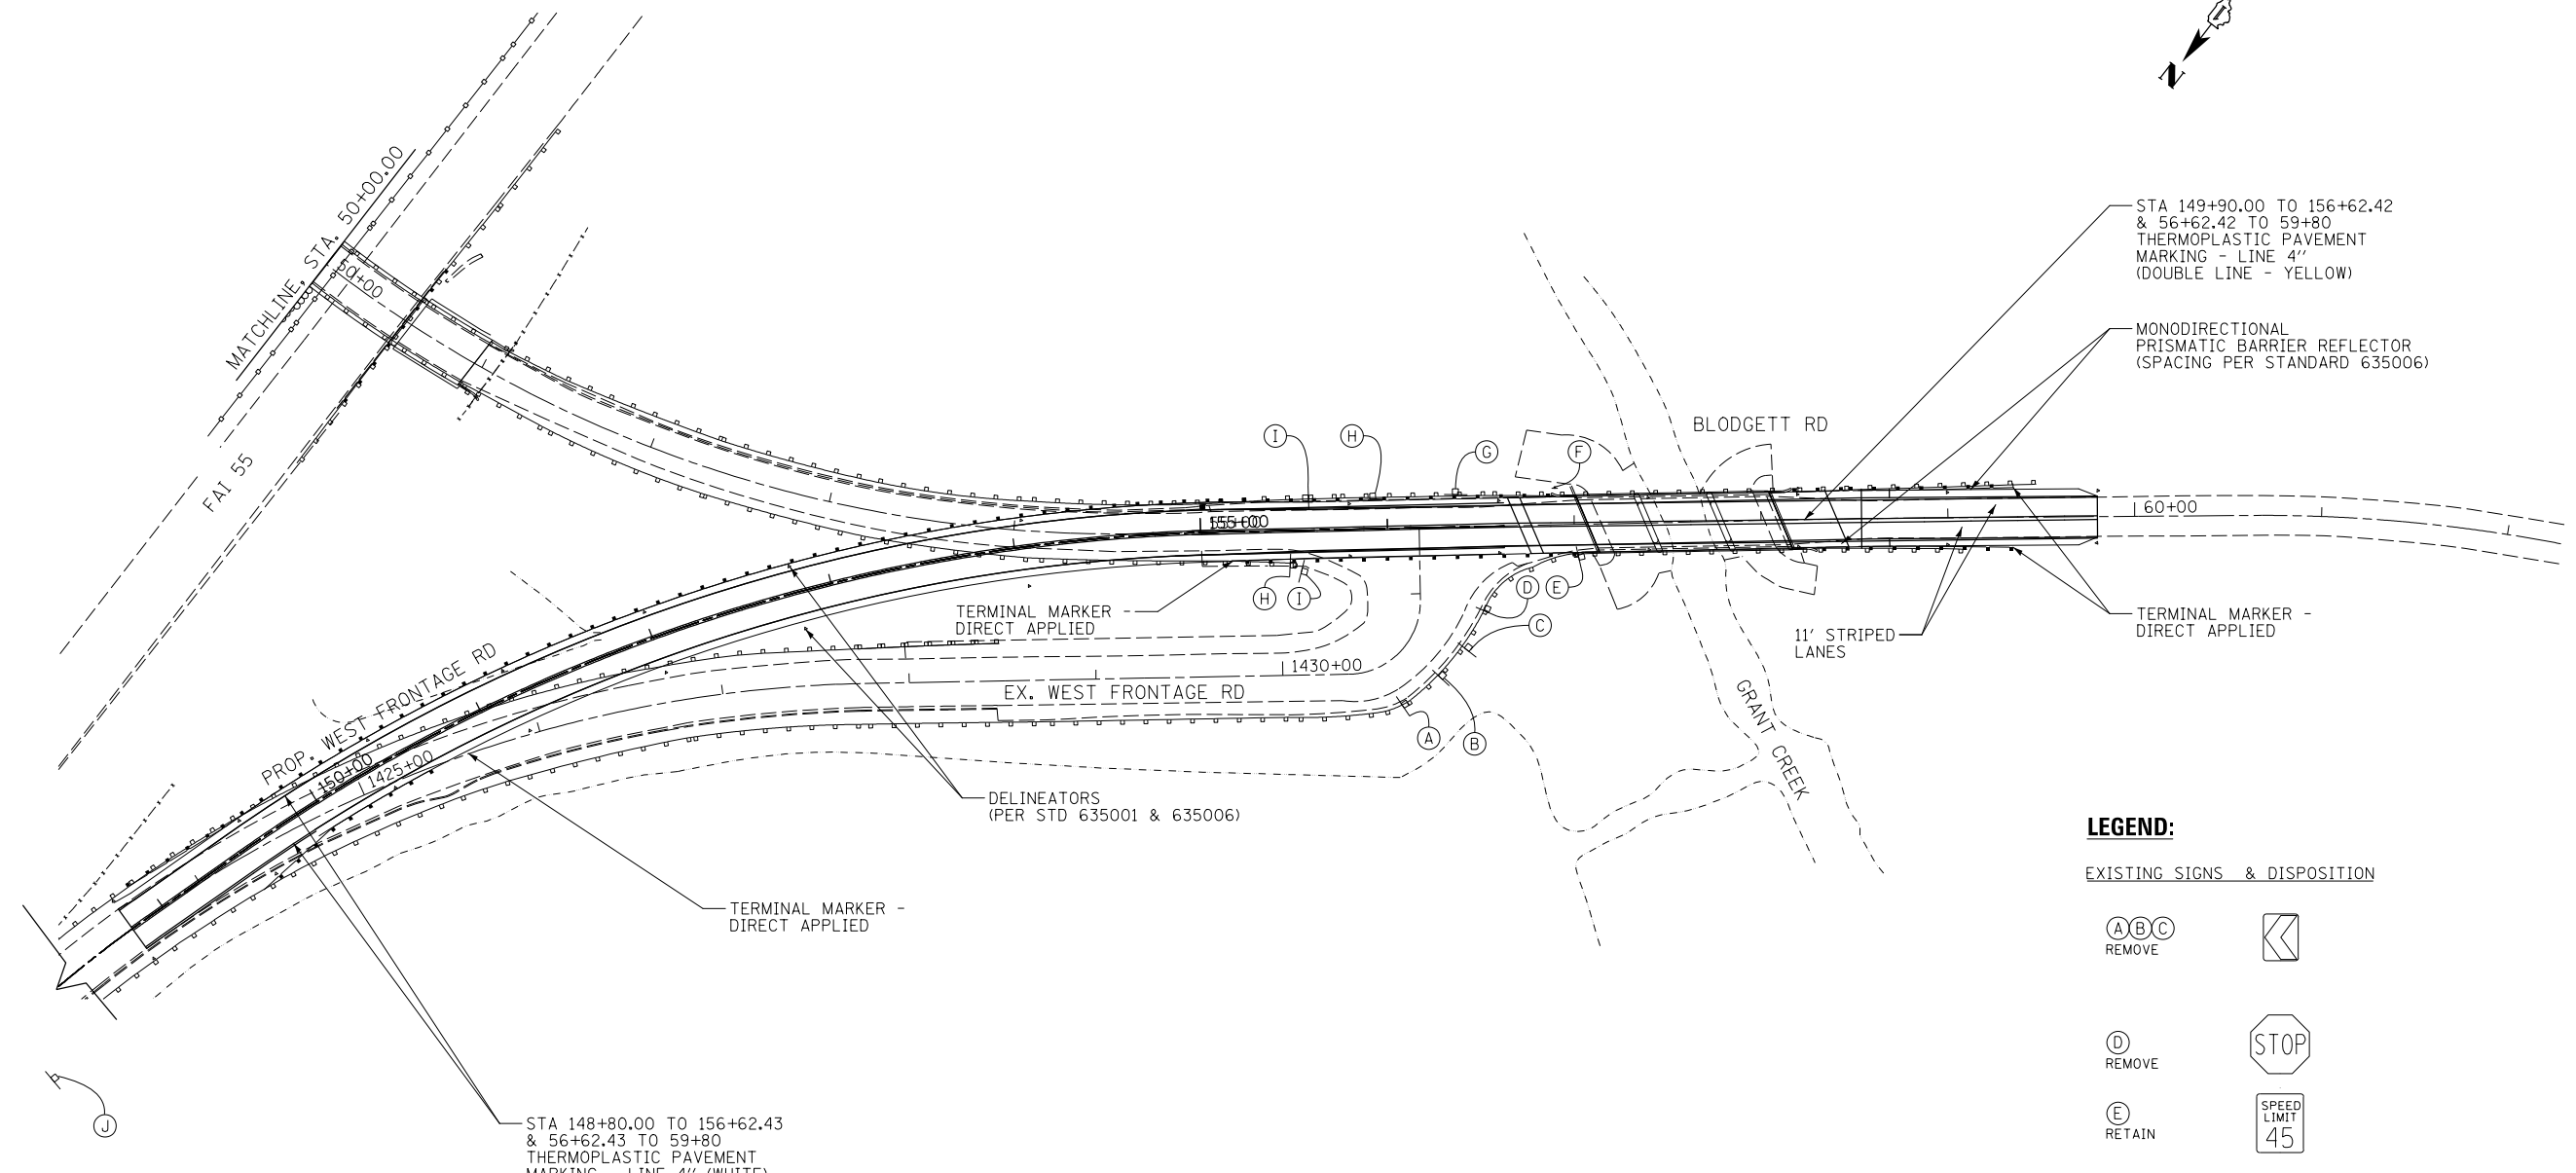 N
MATCHLINE, STA. 50+00.00
50+00
FAI 55
STA 149+90.00 TO 156+62.42
& 56+62.42 TO 59+80
THERMOPLASTIC PAVEMENT
MARKING - LINE 4''
(DOUBLE LINE - YELLOW)
MONODIRECTIONAL
PRISMATIC BARRIER REFLECTOR
(SPACING PER STANDARD 635006)
BLODGETT RD
I
H
G
F
60+00
H
I
D
E
C
TERMINAL MARKER -
DIRECT APPLIED
11' STRIPED
LANES
TERMINAL MARKER -
DIRECT APPLIED
1430+00
EX. WEST FRONTAGE RD
PROP. WEST FRONTAGE RD
150+00
1425+00
A
B
GRANT CREEK
DELINEATORS
(PER STD 635001 & 635006)
TERMINAL MARKER -
DIRECT APPLIED
J
STA 148+80.00 TO 156+62.43
& 56+62.43 TO 59+80
THERMOPLASTIC PAVEMENT
MARKING - LINE 4'' (WHITE)
LEGEND:
EXISTING SIGNS & DISPOSITION
A B C
REMOVE
D
REMOVE
STOP
E
RETAIN
SPEED
LIMIT
45